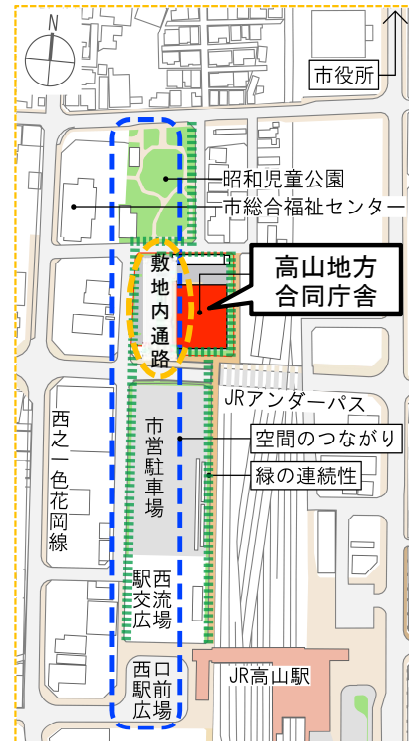 市役所
昭和児童公園
市総合福祉センター
敷地内通路
高山地方
合同庁舎
JRアンダーパス
西之一色花岡線
市営駐車場
空間のつながり
緑の連続性
西流場
駅交広
JR高山駅
口前場
西駅広